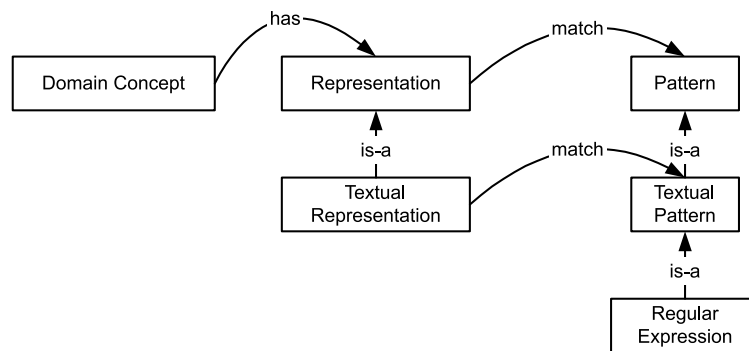 has
match
Domain Concept
Representation
Pattern
is-a
is-a
match
Textual
Representation
Textual
Pattern
is-a
Regular
Expression